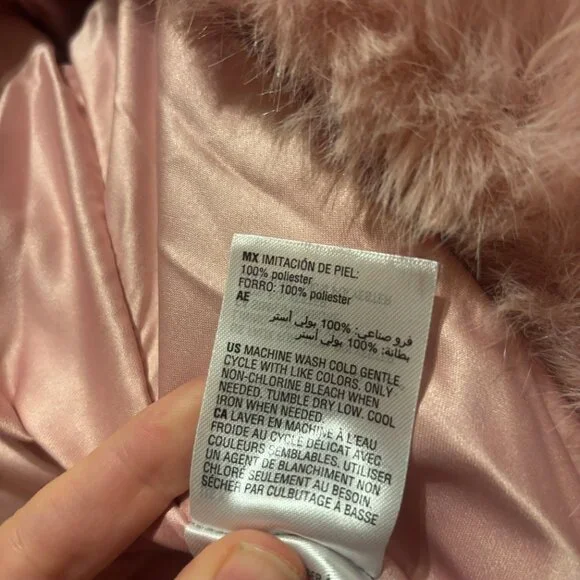 MX IMITACIÓN DE PIEL:
100% poliester
FORRO: 100% poliester
AE
فرو صناعي: 100% بولي أستر
بطانة: 100% بولي أستر
US MACHINE WASH COLD GENTLE
CYCLE WITH LIKE COLORS. ONLY
NON-CHLORINE BLEACH WHEN
NEEDED. TUMBLE DRY LOW. COOL
IRON WHEN NEEDED.
CA LAVER EN MACHINE À L'EAU
FROIDE AU CYCLE DÉLICAT AVEC
COULEURS SEMBLABLES. UTILISER
UN AGENT DE BLANCHIMENT NON
CHLORÉ SEULEMENT AU BESOIN
SÉCHER PAR CULBUTAGE À BASSE